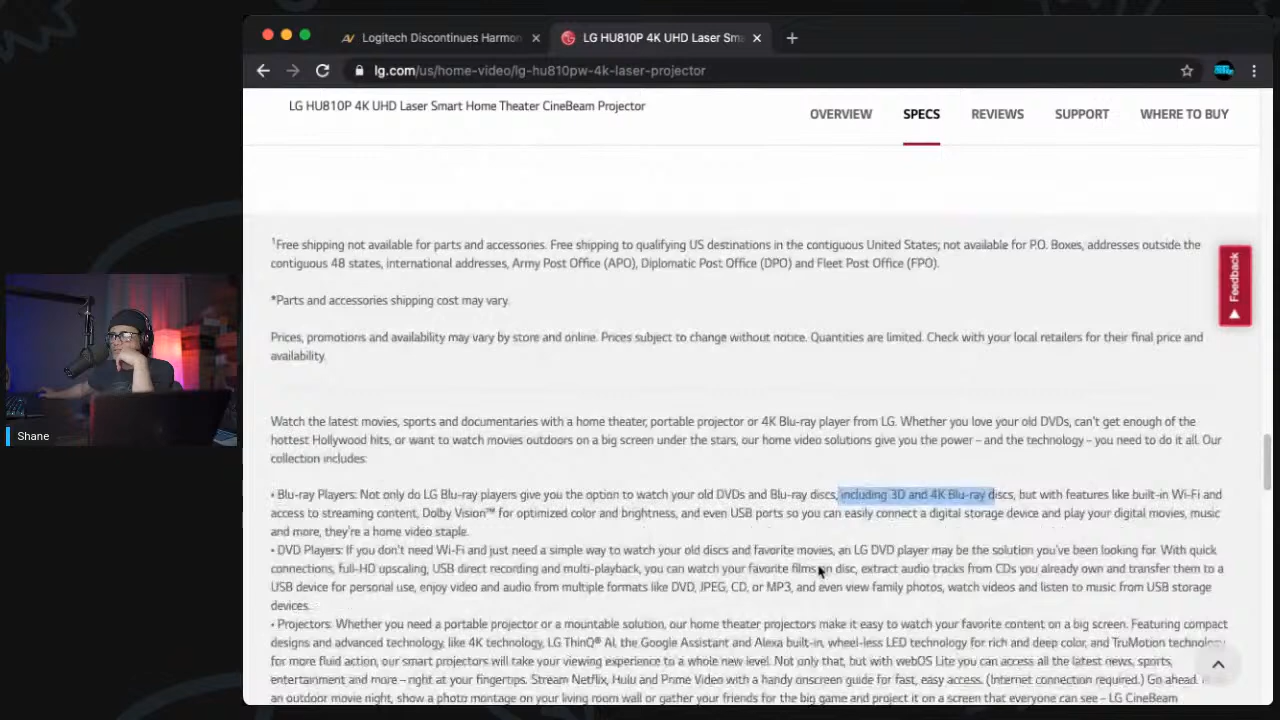 Logitech Discontinues Harmon
LG HU810P 4K UHD Laser Sma
lg.com/us/home-video/lg-hu810pw-4k-laser-projector
LG HU810P 4K UHD Laser Smart Home Theater CineBeam Projector
OVERVIEW
SPECS
REVIEWS
SUPPORT
WHERE TO BUY
¹Free shipping not available for parts and accessories. Free shipping to qualifying US destinations in the contiguous United States; not available for P.O. Boxes, addresses outside the
contiguous 48 states, international addresses, Army Post Office (APO), Diplomatic Post Office (DPO) and Fleet Post Office (FPO).
*Parts and accessories shipping cost may vary.
Prices, promotions and availability may vary by store and online. Prices subject to change without notice. Quantities are limited. Check with your local retailers for their final price and
availability.
Feedback
Watch the latest movies, sports and documentaries with a home theater, portable projector or 4K Blu-ray player from LG. Whether you love your old DVDs, can't get enough of the
hottest Hollywood hits, or want to watch movies outdoors on a big screen under the stars, our home video solutions give you the power – and the technology – you need to do it all. Our
collection includes:
• Blu-ray Players: Not only do LG Blu-ray players give you the option to watch your old DVDs and Blu-ray discs, including 3D and 4K Blu-ray discs, but with features like built-in Wi-Fi and
access to streaming content, Dolby Vision™ for optimized color and brightness, and even USB ports so you can easily connect a digital storage device and play your digital movies, music
and more, they're a home video staple.
• DVD Players: If you don't need Wi-Fi and just need a simple way to watch your old discs and favorite movies, an LG DVD player may be the solution you've been looking for. With quick
connections, full-HD upscaling, USB direct recording and multi-playback, you can watch your favorite films on disc, extract audio tracks from CDs you already own and transfer them to a
USB device for personal use, enjoy video and audio from multiple formats like DVD, JPEG, CD, or MP3, and even view family photos, watch videos and listen to music from USB storage
devices.
• Projectors: Whether you need a portable projector or a mountable solution, our home theater projectors make it easy to watch your favorite content on a big screen. Featuring compact
designs and advanced technology, like 4K technology, LG ThinQ® AI, the Google Assistant and Alexa built-in, wheel-less LED technology for rich and deep color, and TruMotion technology
for more fluid action, our smart projectors will take your viewing experience to a whole new level. Not only that, but with webOS Lite you can access all the latest news, sports,
entertainment and more – right at your fingertips. Stream Netflix, Hulu and Prime Video with a handy onscreen guide for fast, easy access. (Internet connection required.) Go ahead.
an outdoor movie night, show a photo montage on your living room wall or gather your friends for the big game and project it on a screen that everyone can see – LG CineBeam
Shane